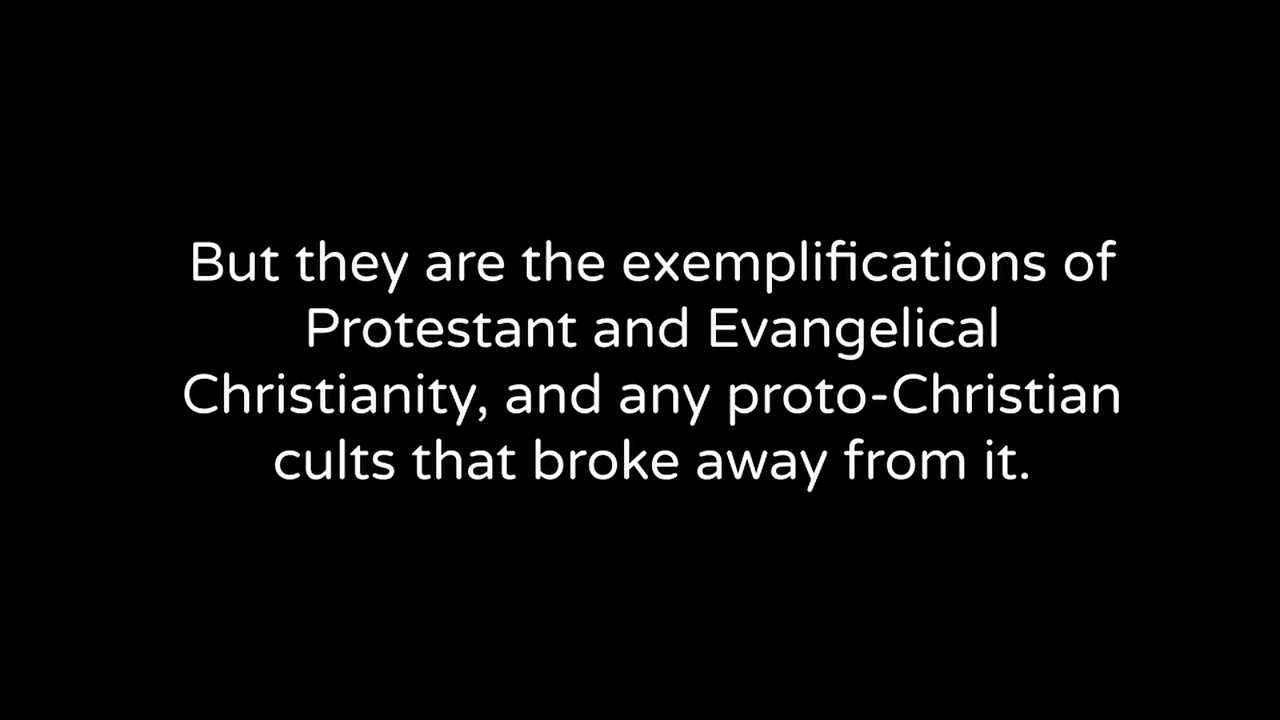 But they are the exemplifications of
Protestant and Evangelical
Christianity, and any proto-Christian
cults that broke away from it.